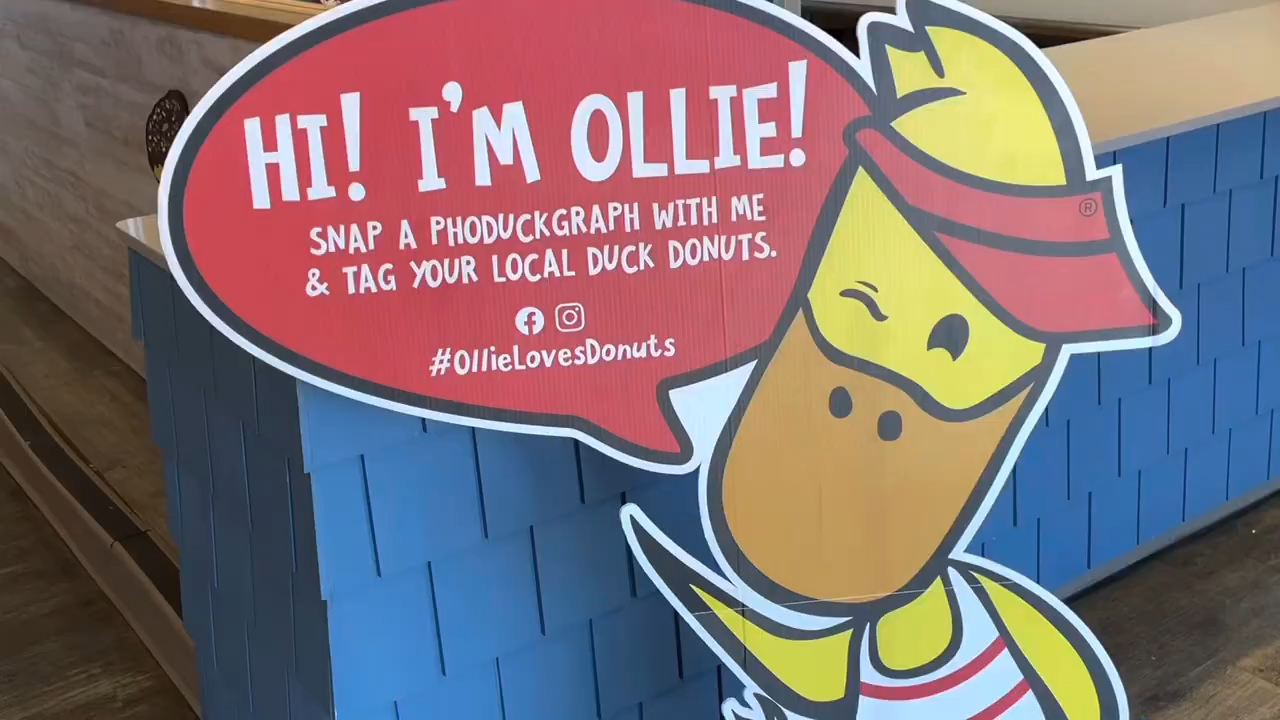 HI! I'M OLLIE!
SNAP A PHODUCKGRAPH WITH ME
& TAG YOUR LOCAL DUCK DONUTS.
#OllieLovesDonuts
®